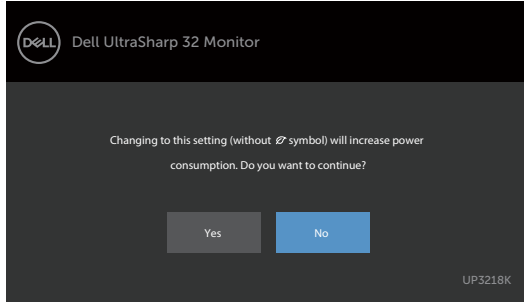 DELL
Dell UltraSharp 32 Monitor
Changing to this setting (without symbol) will increase power
consumption. Do you want to continue?
Yes
No
UP3218K